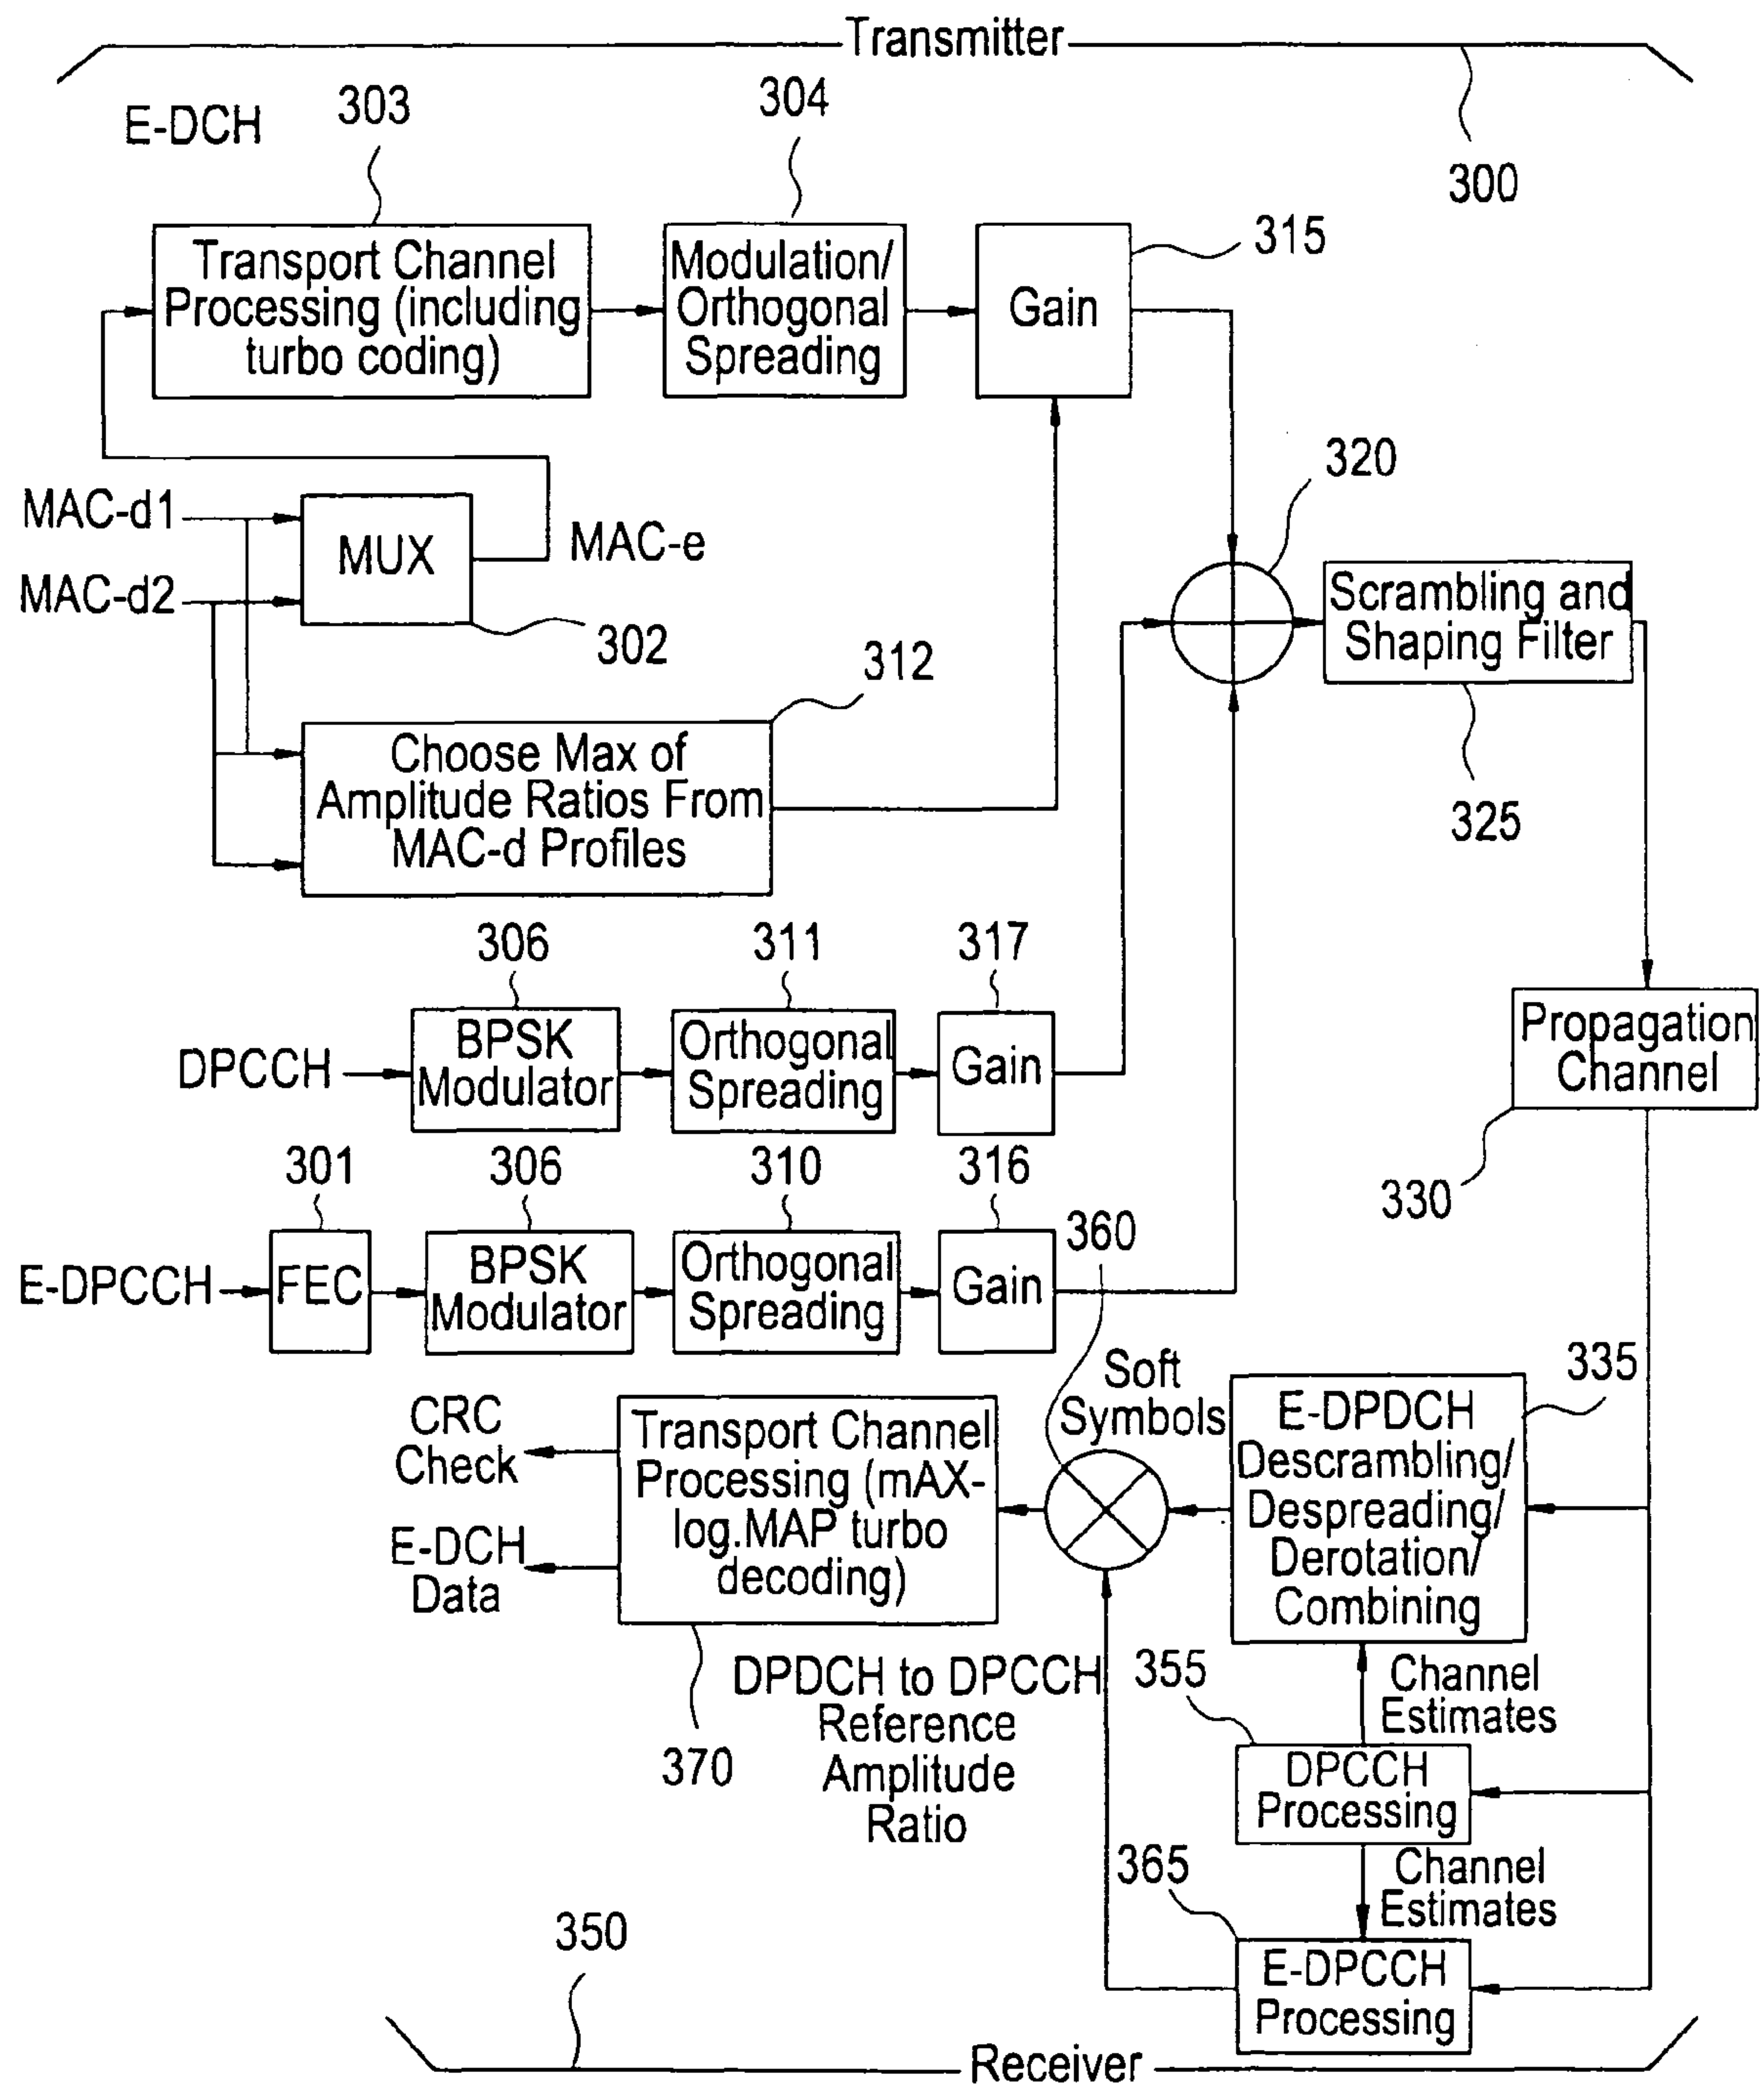 Transmitter
300
E-DCH
303
304
315
Transport Channel
Processing (including
turbo coding)
Modulation/
Orthogonal
Spreading
Gain
320
MAC-d1
MAC-d2
MUX
MAC-e
302
312
Scrambling and
Shaping Filter
325
Choose Max of
Amplitude Ratios From
MAC-d Profiles
306
311
317
DPCCH
BPSK
Modulator
Orthogonal
Spreading
Gain
Propagation
Channel
330
301
306
310
316
360
E-DPCCH
FEC
BPSK
Modulator
Orthogonal
Spreading
Gain
335
Soft
Symbols
CRC
Check
E-DCH
Data
Transport Channel
Processing (mAX-
log.MAP turbo
decoding)
370
E-DPDCH
Descrambling/
Despreading/
Derotation/
Combining
DPDCH to DPCCH
Reference
Amplitude
Ratio
355
Channel
Estimates
DPCCH
Processing
365
Channel
Estimates
E-DPCCH
Processing
350
Receiver